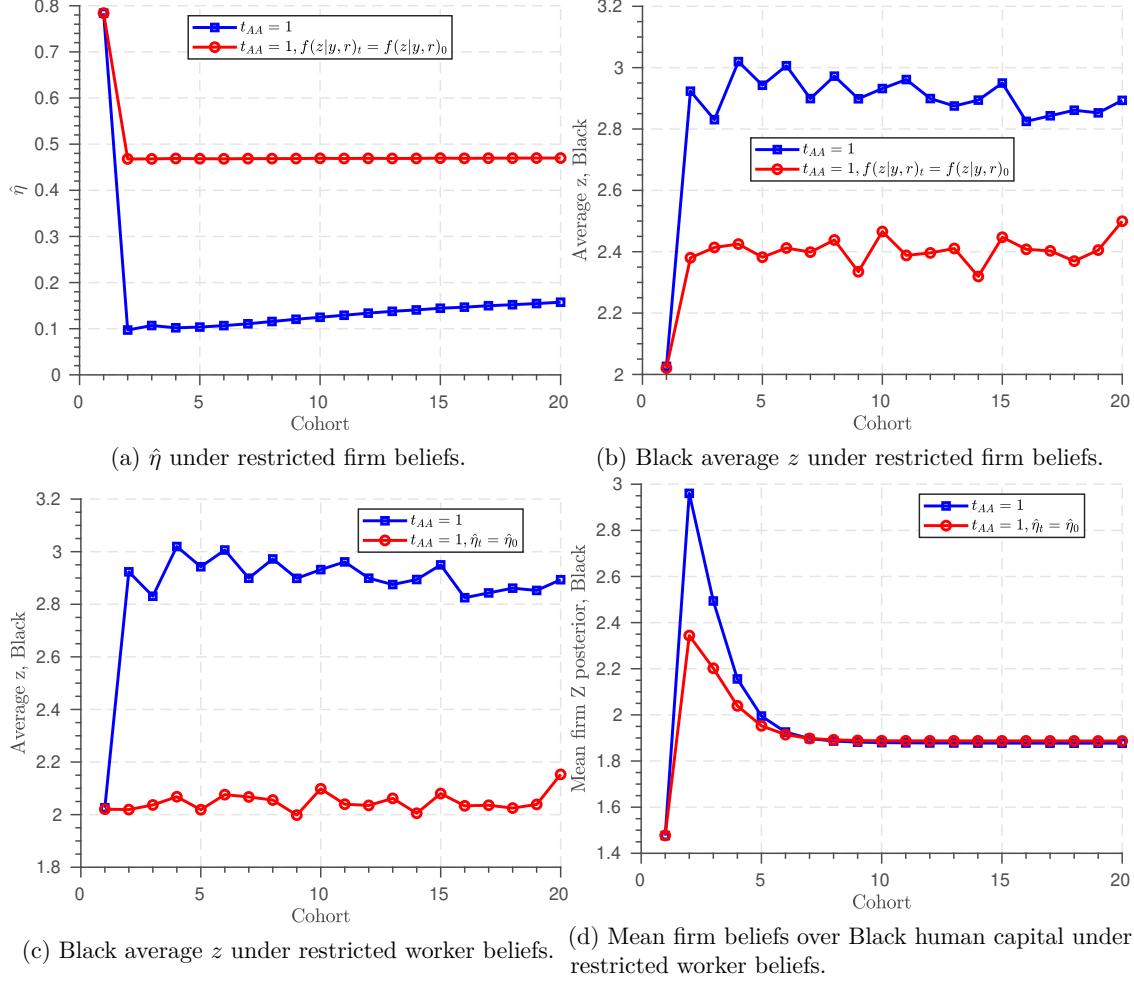 0.8
0.7
0.6
0.5
0.4
0.3
0.2
0.1
0
η̂
t_AA = 1
t_AA = 1, f(z|y, r)_t = f(z|y, r)_0
0 5 10 15 20
Cohort
(a) η̂ under restricted firm beliefs.
3.2
3
2.8
2.6
2.4
2.2
2
Average z, Black
t_AA = 1
t_AA = 1, f(z|y, r)_t = f(z|y, r)_0
0 5 10 15 20
Cohort
(b) Black average z under restricted firm beliefs.
3.2
3
2.8
2.6
2.4
2.2
2
1.8
Average z, Black
t_AA = 1
t_AA = 1, η̂_t = η̂_0
0 5 10 15 20
Cohort
(c) Black average z under restricted worker beliefs.
3
2.8
2.6
2.4
2.2
2
1.8
1.6
1.4
Mean firm Z posterior, Black
t_AA = 1
t_AA = 1, η̂_t = η̂_0
0 5 10 15 20
Cohort
(d) Mean firm beliefs over Black human capital under
restricted worker beliefs.